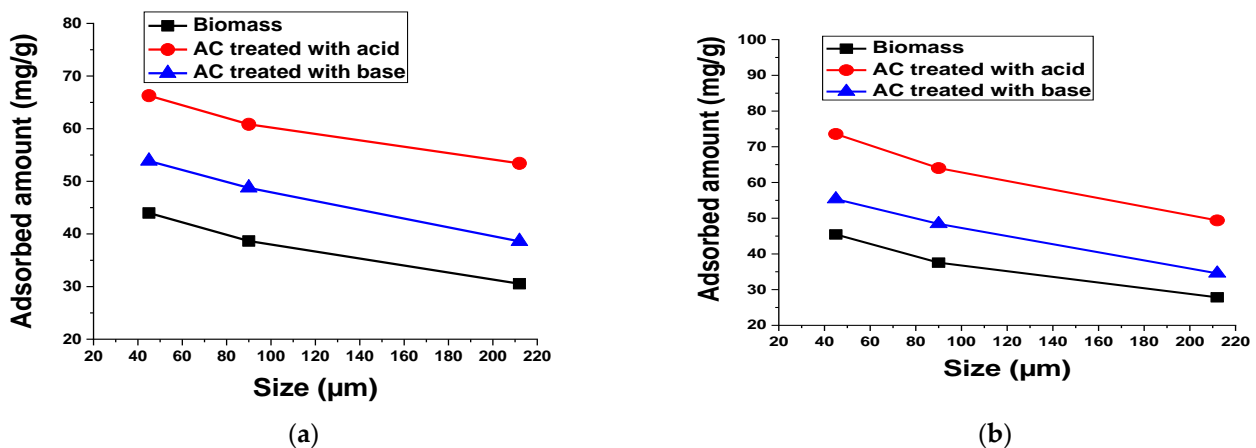 80
70
60
50
40
30
20
Adsorbed amount (mg/g)
Biomass
AC treated with acid
AC treated with base
20 40 60 80 100 120 140 160 180 200 220
Size (µm)
(a)
100
90
80
70
60
50
40
30
20
Adsorbed amount (mg/g)
Biomass
AC treated with acid
AC treated with base
20 40 60 80 100 120 140 160 180 200 220
Size (µm)
(b)